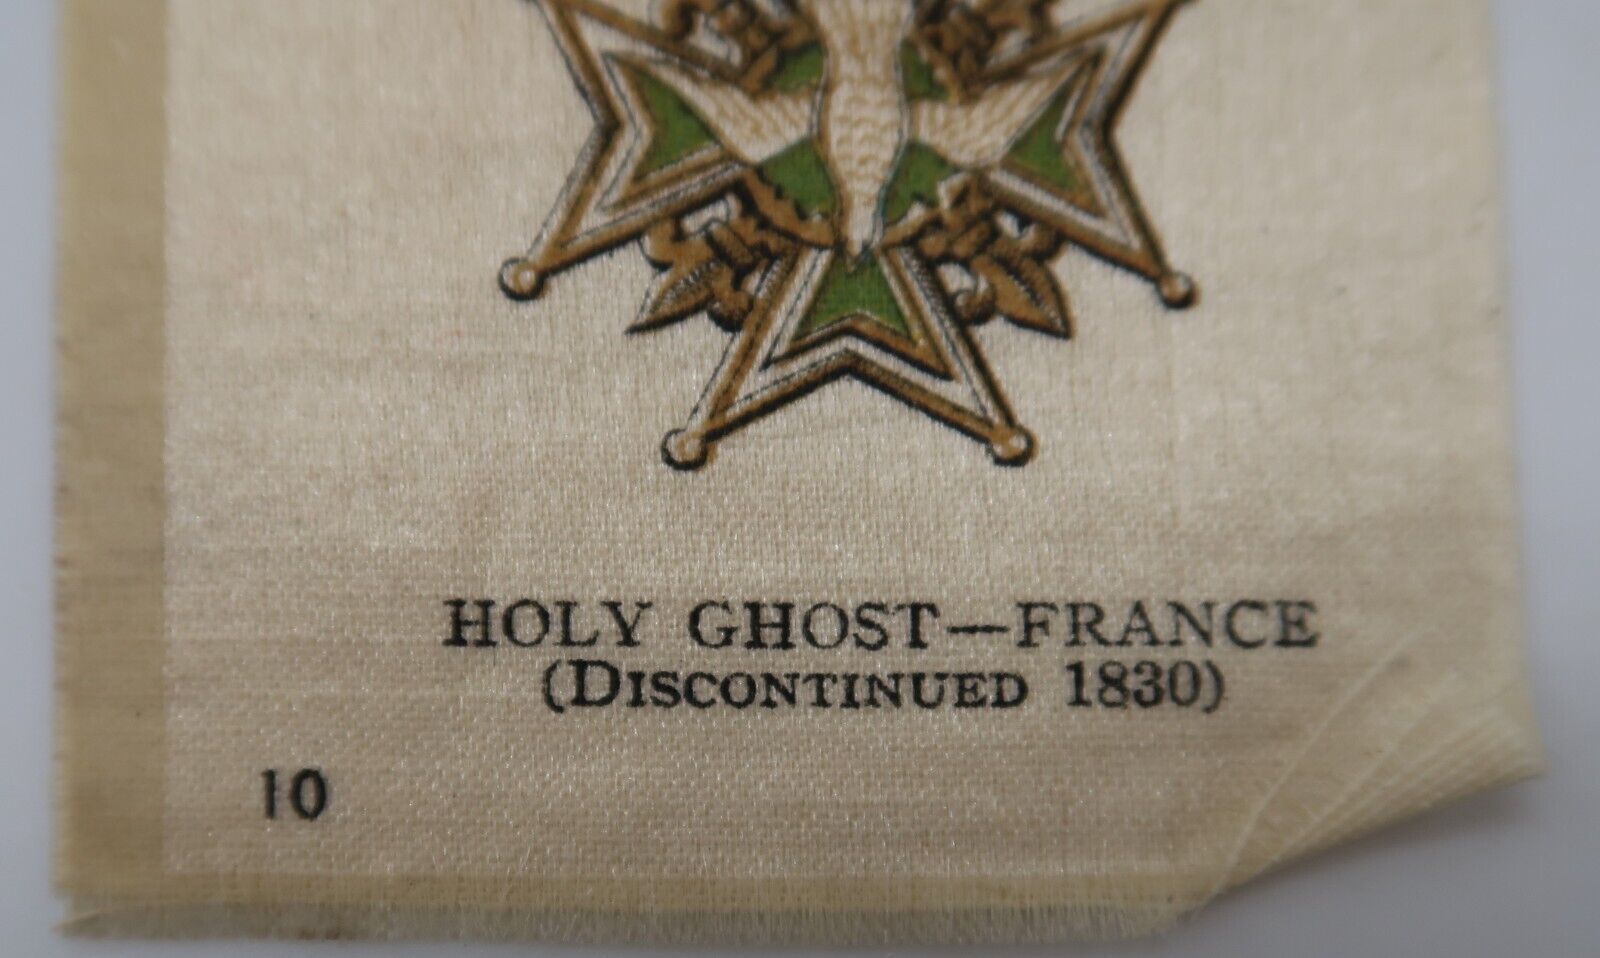 HOLY GHOST—FRANCE
(DISCONTINUED 1830)
10